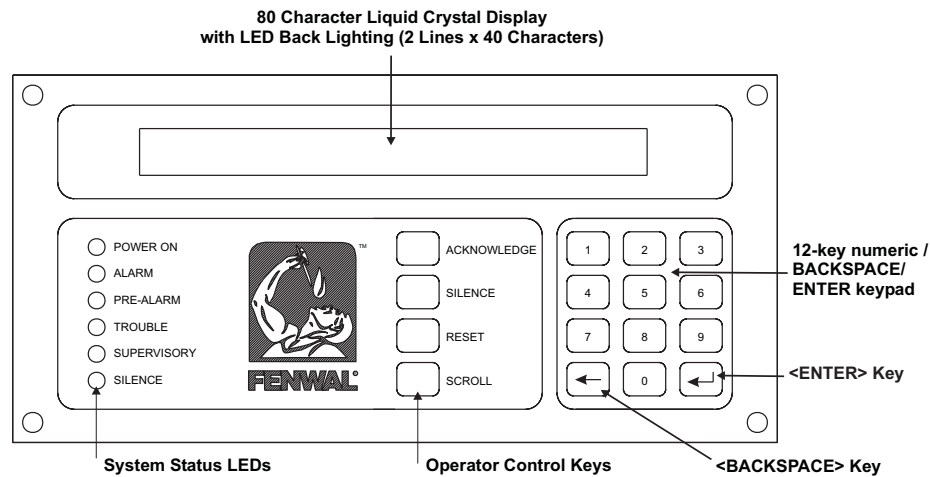 80 Character Liquid Crystal Display
with LED Back Lighting (2 Lines x 40 Characters)
POWER ON
ALARM
PRE-ALARM
TROUBLE
SUPERVISORY
SILENCE
TM
FENWAL
ACKNOWLEDGE
SILENCE
RESET
SCROLL
1 2 3
4 5 6
7 8 9
0
12-key numeric /
BACKSPACE/
ENTER keypad
<ENTER> Key
System Status LEDs
Operator Control Keys
<BACKSPACE> Key